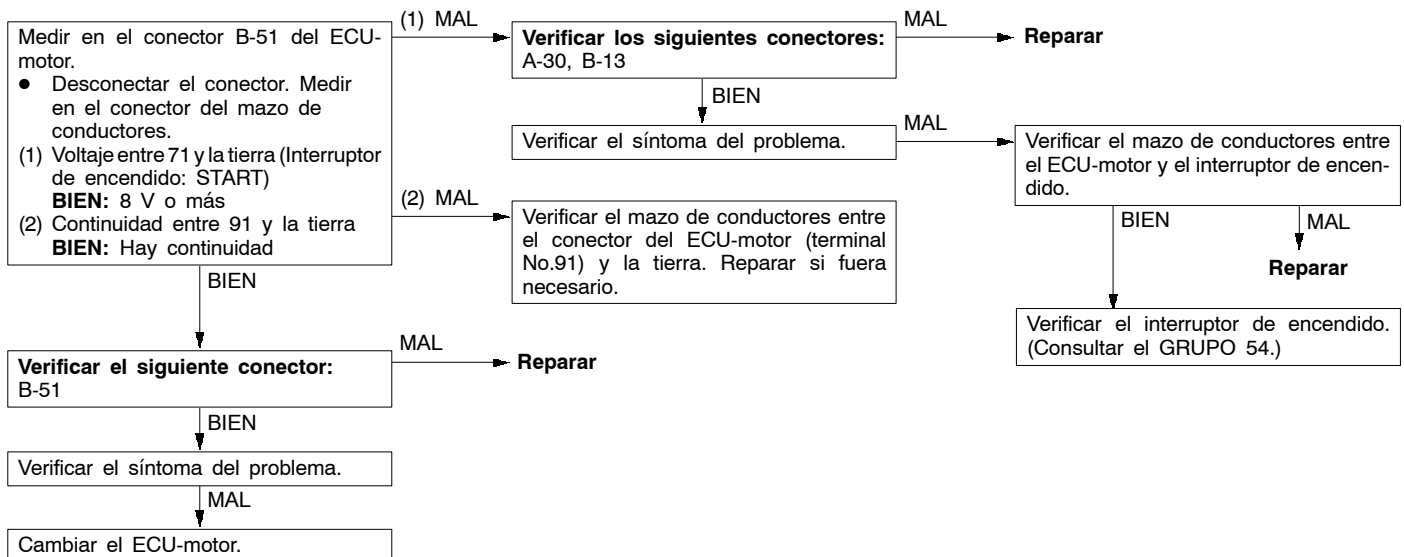 Medir en el conector B-51 del ECU-
motor.
● Desconectar el conector. Medir
en el conector del mazo de
conductores.
(1) Voltaje entre 71 y la tierra (Interruptor
de encendido: START)
BIEN: 8 V o más
(2) Continuidad entre 91 y la tierra
BIEN: Hay continuidad
(1) MAL
Verificar los siguientes conectores:
A-30, B-13
MAL
Reparar
BIEN
Verificar el síntoma del problema.
MAL
Verificar el mazo de conductores entre
el ECU-motor y el interruptor de encen-
dido.
BIEN
MAL
Reparar
Verificar el interruptor de encendido.
(Consultar el GRUPO 54.)
(2) MAL
Verificar el mazo de conductores entre
el conector del ECU-motor (terminal
No.91) y la tierra. Reparar si fuera
necesario.
BIEN
Verificar el siguiente conector:
B-51
MAL
Reparar
BIEN
Verificar el síntoma del problema.
MAL
Cambiar el ECU-motor.